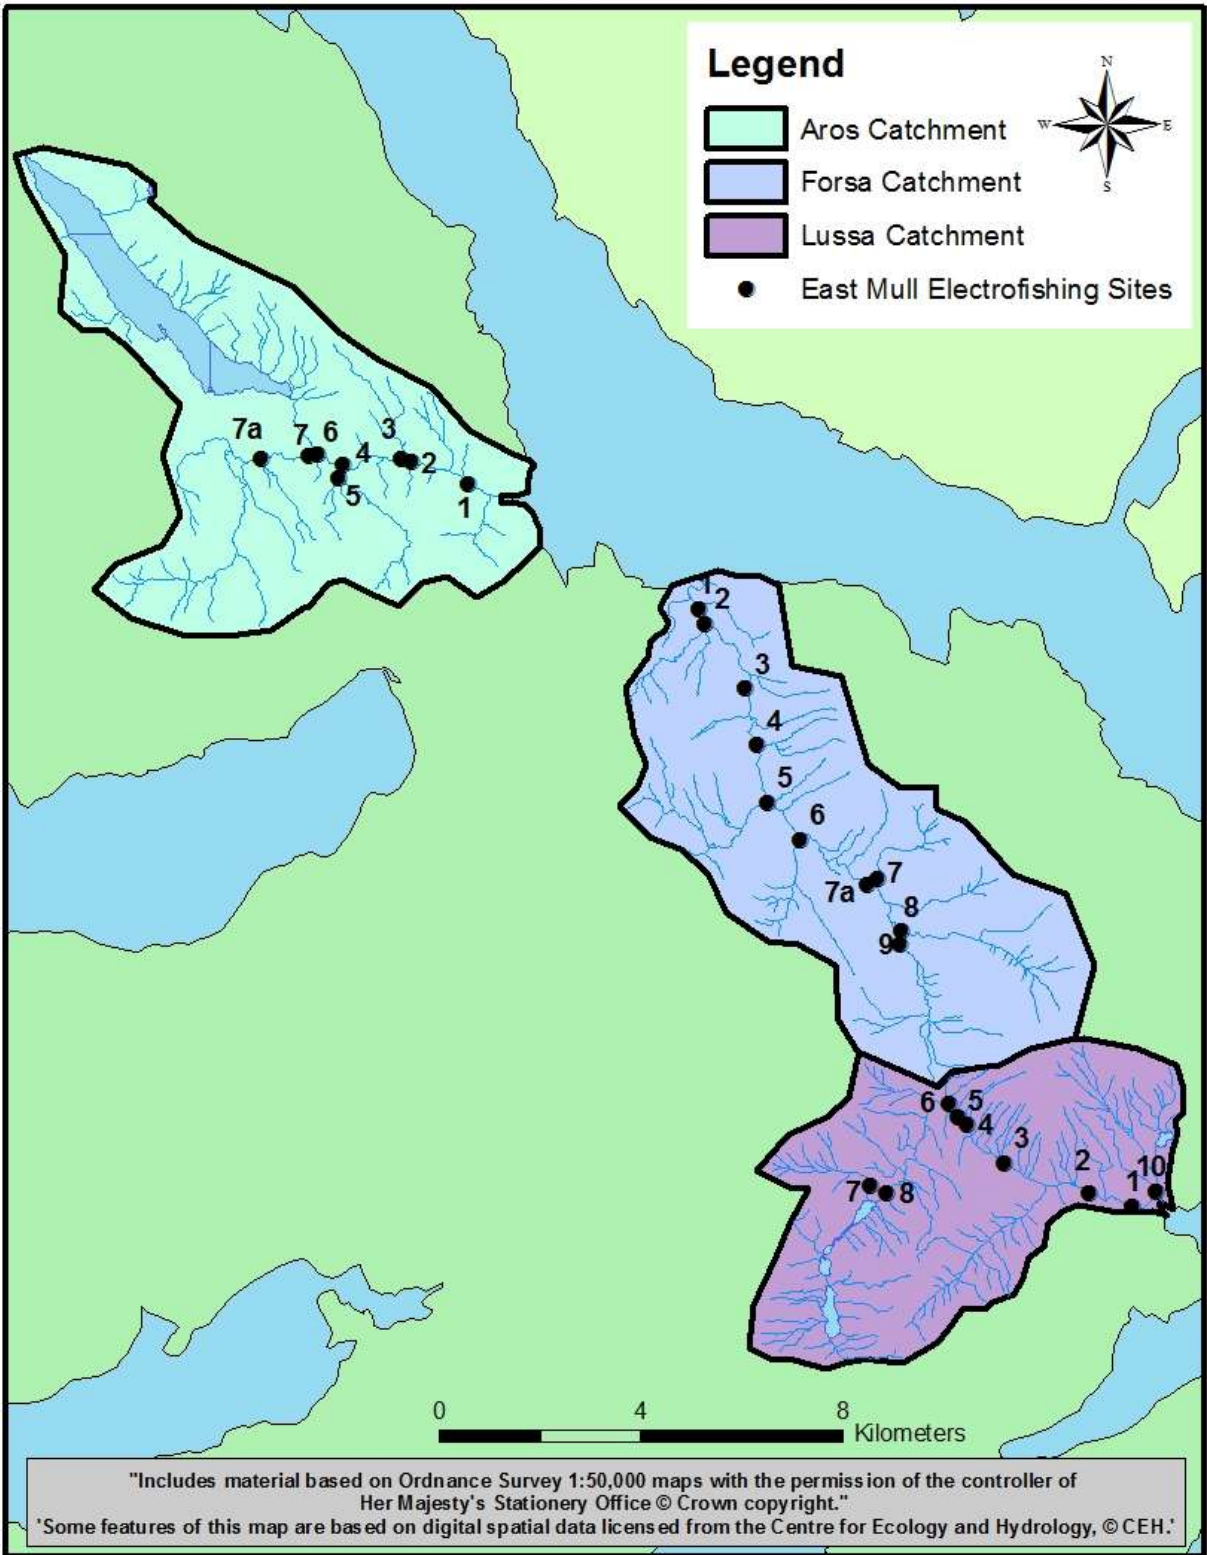 Legend
N
W
E
S
Aros Catchment
Forsa Catchment
Lussa Catchment
East Mull Electrofishing Sites
7a
7
6
4
3
2
5
1
1
2
3
4
5
6
7
7a
8
9
6
5
4
3
2
1
10
7
8
0 4 8
Kilometers
"Includes material based on Ordnance Survey 1:50,000 maps with the permission of the controller of
Her Majesty's Stationery Office © Crown copyright."
'Some features of this map are based on digital spatial data licensed from the Centre for Ecology and Hydrology, © CEH.'